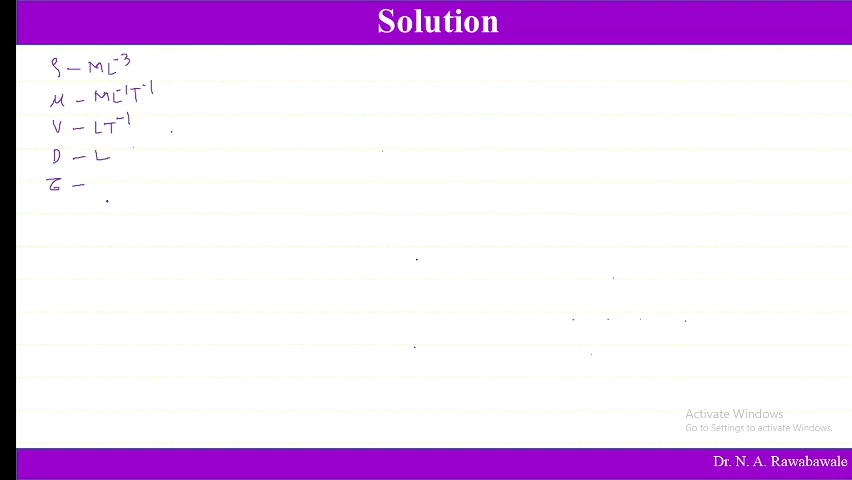 Solution
ρ - ML⁻³
μ - ML⁻¹T⁻¹
V - LT⁻¹
D - L
τ -
Activate Windows
Go to Settings to activate Windows.
Dr. N. A. Rawabawale